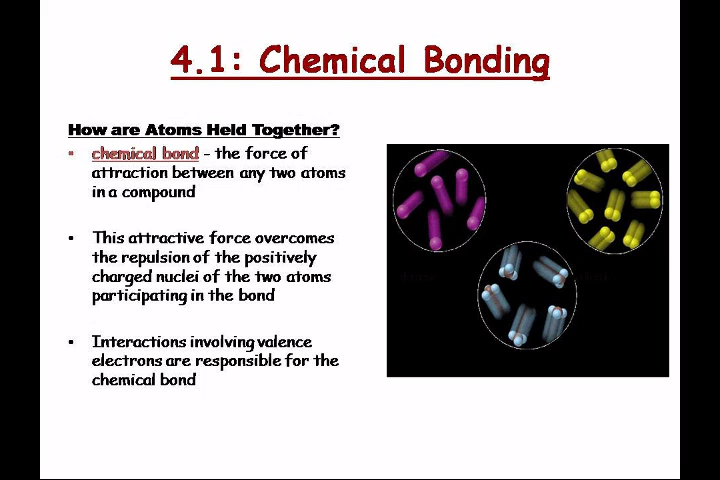 4.1: Chemical Bonding
How are Atoms Held Together?
• chemical bond - the force of
attraction between any two atoms
in a compound
• This attractive force overcomes
the repulsion of the positively
charged nuclei of the two atoms
participating in the bond
• Interactions involving valence
electrons are responsible for the
chemical bond